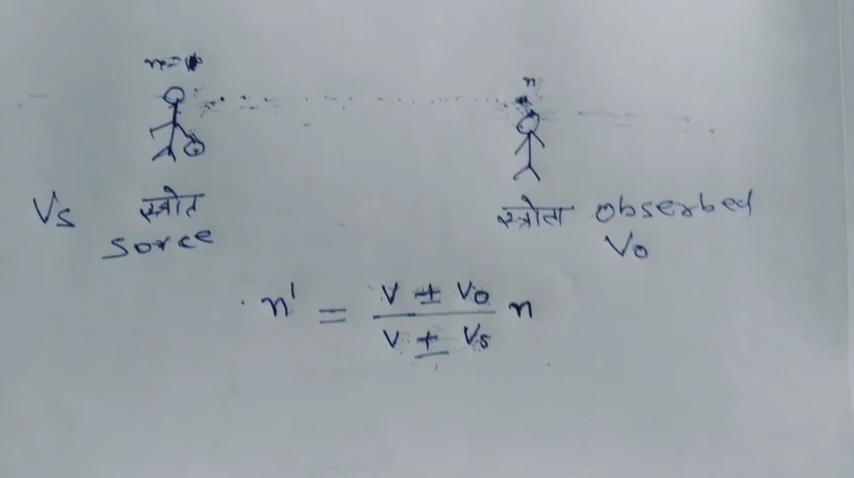 n=
n
Vs स्त्रोत
sorce
स्त्रोता observed
Vo
n' = (V ± Vo) / (V ± Vs) n